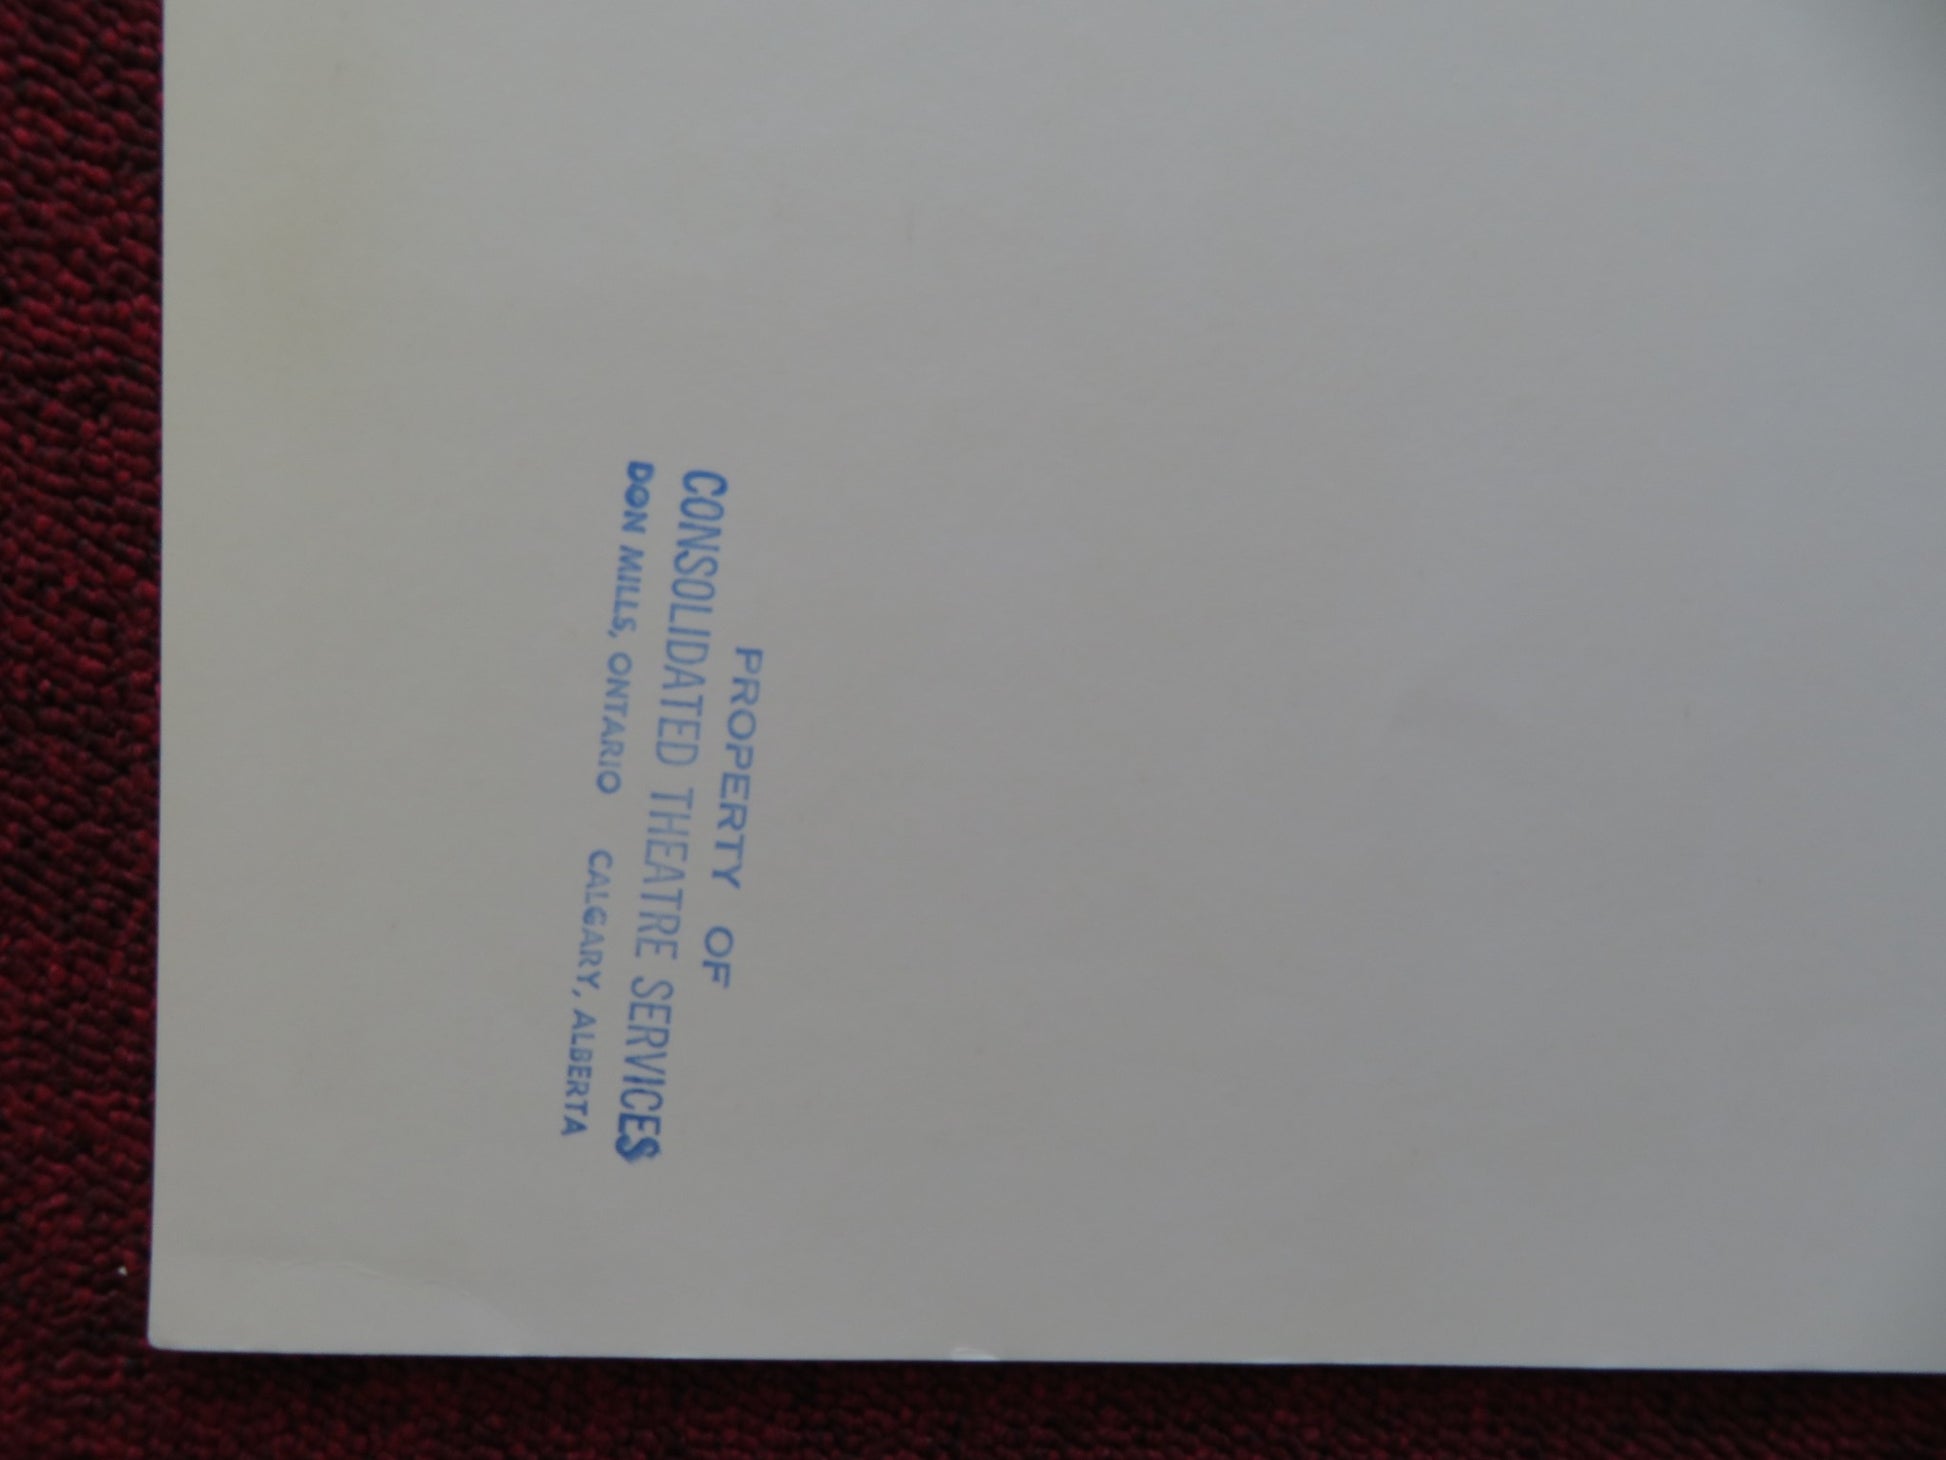 PROPERTY OF
CONSOLIDATED THEATRE SERVICES
DON MILLS, ONTARIO CALGARY, ALBERTA